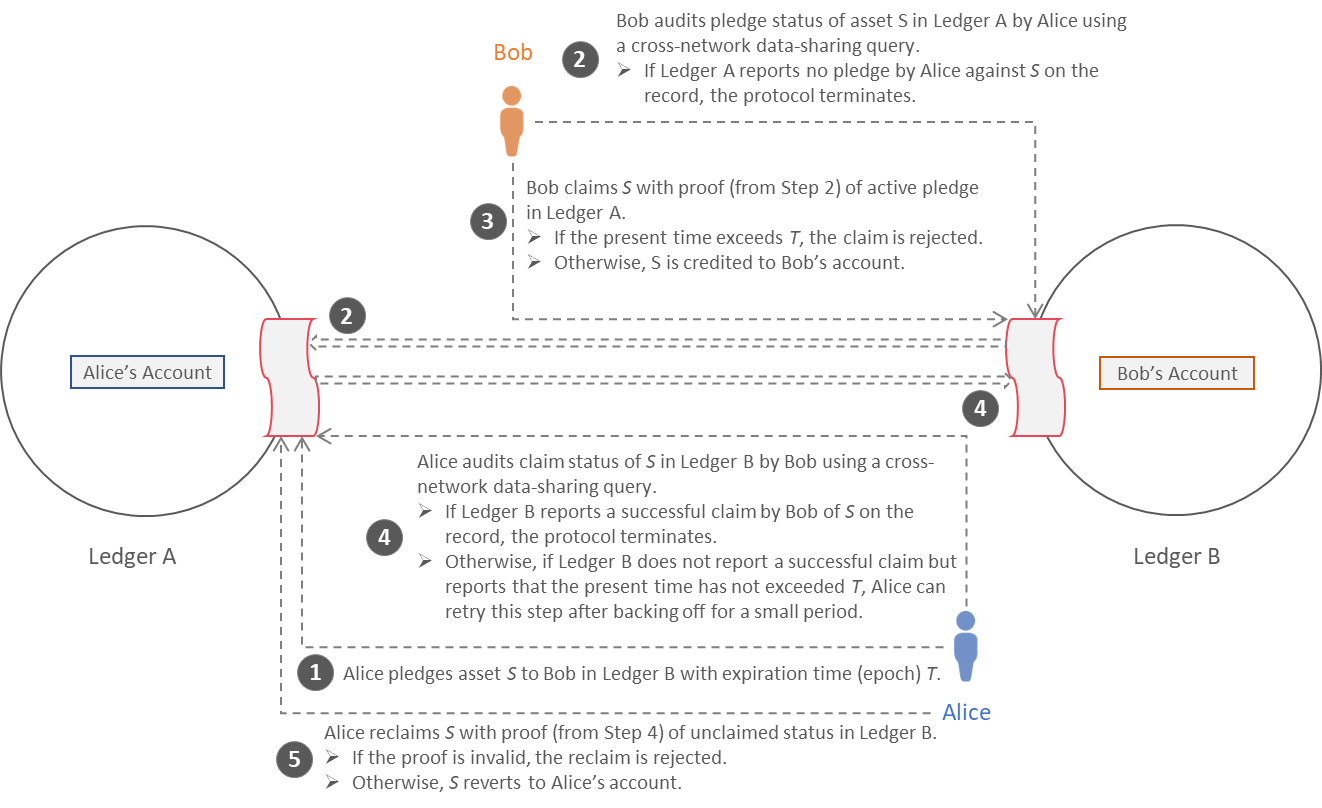 Bob
2
Bob audits pledge status of asset S in Ledger A by Alice using
a cross-network data-sharing query.
➢ If Ledger A reports no pledge by Alice against S on the
record, the protocol terminates.
3
Bob claims S with proof (from Step 2) of active pledge
in Ledger A.
➢ If the present time exceeds T, the claim is rejected.
➢ Otherwise, S is credited to Bob's account.
2
Alice's Account
Bob's Account
4
Ledger A
Ledger B
4
Alice audits claim status of S in Ledger B by Bob using a cross-
network data-sharing query.
➢ If Ledger B reports a successful claim by Bob of S on the
record, the protocol terminates.
➢ Otherwise, if Ledger B does not report a successful claim but
reports that the present time has not exceeded T, Alice can
retry this step after backing off for a small period.
1
Alice pledges asset S to Bob in Ledger B with expiration time (epoch) T.
Alice
5
Alice reclaims S with proof (from Step 4) of unclaimed status in Ledger B.
➢ If the proof is invalid, the reclaim is rejected.
➢ Otherwise, S reverts to Alice's account.